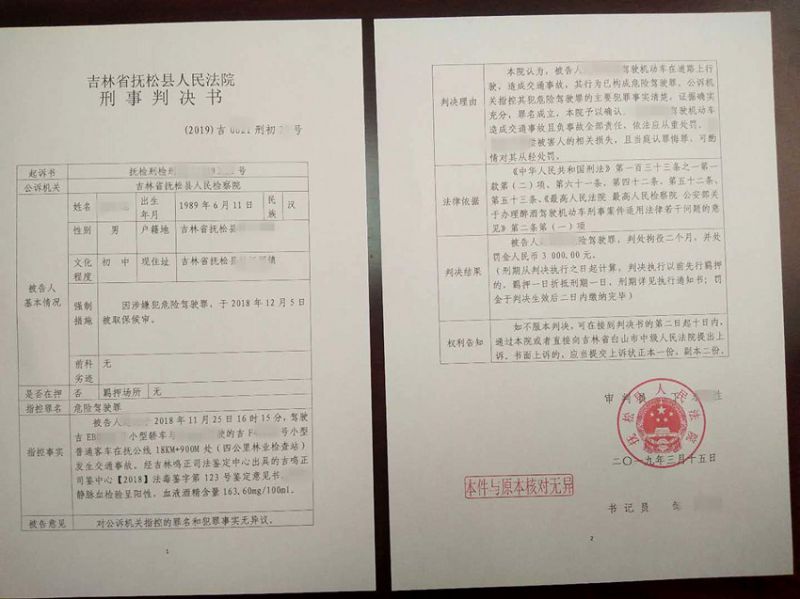 吉林省抚松县人民法院
刑事判决书
(2019)吉 刑初 号
起诉书 抚检刑检刑 号
公诉机关 吉林省抚松县人民检察院
被告人
基本情况
姓名 出生
年月 1989年6月11日 民
族 汉
性别 男 户籍地 吉林省抚松县
文化
程度 初中 现住址 吉林省抚松县 镇
强制
措施 因涉嫌犯危险驾驶罪,于2018年12月5日
被取保候审。
前科
劣迹 无
是否在押 否 羁押场所 无
指控罪名 危险驾驶罪
指控事实 被告人 2018年11月25日16时15分,驾驶
吉EB 小型轿车与 驶的吉F 号小型
普通客车在抚公线18KM+900M处(四公里林业检查站)
发生交通事故。经吉林鸣正司法鉴定中心出具的吉鸣正
司鉴中心【2018】法毒鉴字第123号鉴定意见书,
静脉血检验呈阳性,血液酒精含量163.60mg/100ml。
被告意见 对公诉机关指控的罪名和犯罪事实无异议。
1
判决理由 本院认为,被告人 驾驶机动车在道路上行
驶,造成交通事故,其行为已构成危险驾驶罪。公诉机
关指控其犯危险驾驶罪的主要犯罪事实清楚,证据确实
充分,罪名成立,本院予以确认。 驾驶机动车
造成交通事故且负事故全部责任,依法应从重处罚。
被害人的相关损失,且当庭认罪悔罪,可酌
情对其从轻处罚。
法律依据 《中华人民共和国刑法》第一百三十三条之一第一
款第(二)项、第六十一条、第四十二条、第五十二条、
第五十三条、《最高人民法院 最高人民检察院 公安部关
于办理醉酒驾驶机动车刑事案件适用法律若干问题的意
见》第二条第(一)项
判决结果 被告人 险驾驶罪,判处拘役二个月,并处
罚金人民币3 000.00元。
(刑期从判决执行之日起计算,判决执行以前先行羁押
的,羁押一日折抵刑期一日,刑期详见执行通知书;罚
金于判决生效后二日内缴纳完毕)
权利告知 如不服本判决,可在接到判决书的第二日起十日内,
通过本院或者直接向吉林省白山市中级人民法院提出上
诉。书面上诉的,应当提交上诉状正本一份,副本二份。
审判员
抚松县人民法院
二〇一九年三月十五日
本件与原本核对无异
书记员
2